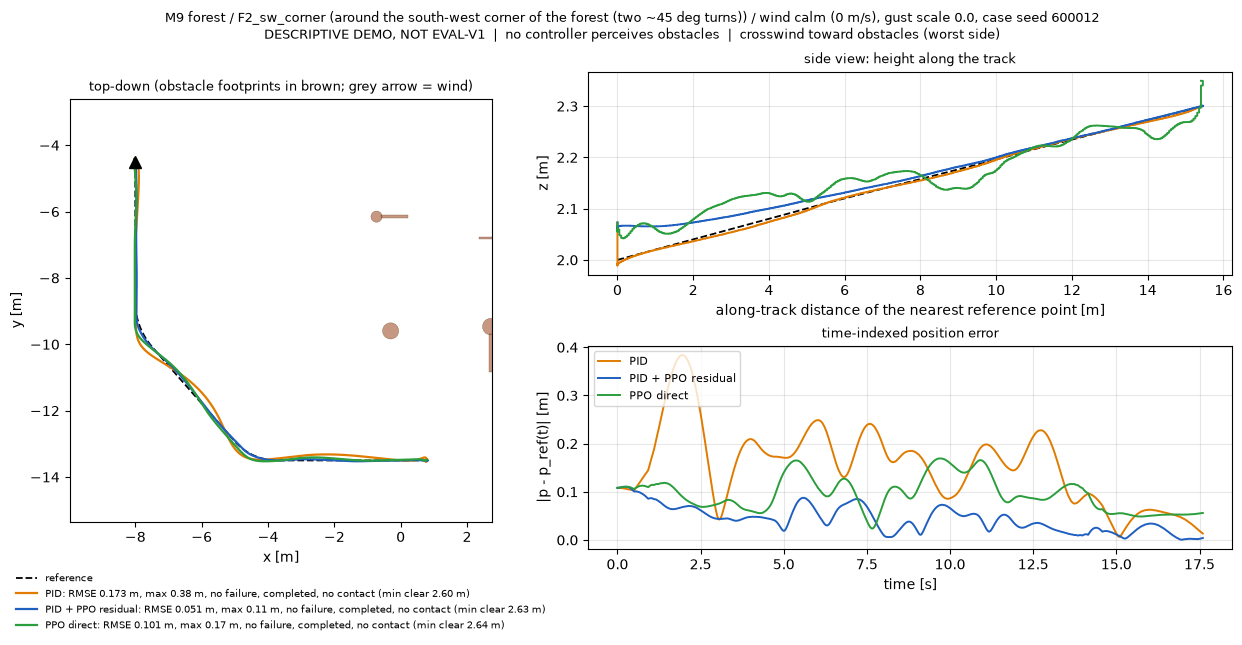 M9 forest / F2_sw_corner (around the south-west corner of the forest (two ~45 deg turns)) / wind calm (0 m/s), gust scale 0.0, case seed 600012
DESCRIPTIVE DEMO, NOT EVAL-V1 | no controller perceives obstacles | crosswind toward obstacles (worst side)
top-down (obstacle footprints in brown; grey arrow = wind)
−4
−6
−8
−10
−12
−14
y [m]
−8
−6
−4
−2
0
2
x [m]
reference
PID: RMSE 0.173 m, max 0.38 m, no failure, completed, no contact (min clear 2.60 m)
PID + PPO residual: RMSE 0.051 m, max 0.11 m, no failure, completed, no contact (min clear 2.63 m)
PPO direct: RMSE 0.101 m, max 0.17 m, no failure, completed, no contact (min clear 2.64 m)
side view: height along the track
2.3
2.2
2.1
2.0
z [m]
0
2
4
6
8
10
12
14
16
along-track distance of the nearest reference point [m]
time-indexed position error
0.4
0.3
0.2
0.1
0.0
|p - p_ref(t)| [m]
PID
PID + PPO residual
PPO direct
0.0
2.5
5.0
7.5
10.0
12.5
15.0
17.5
time [s]